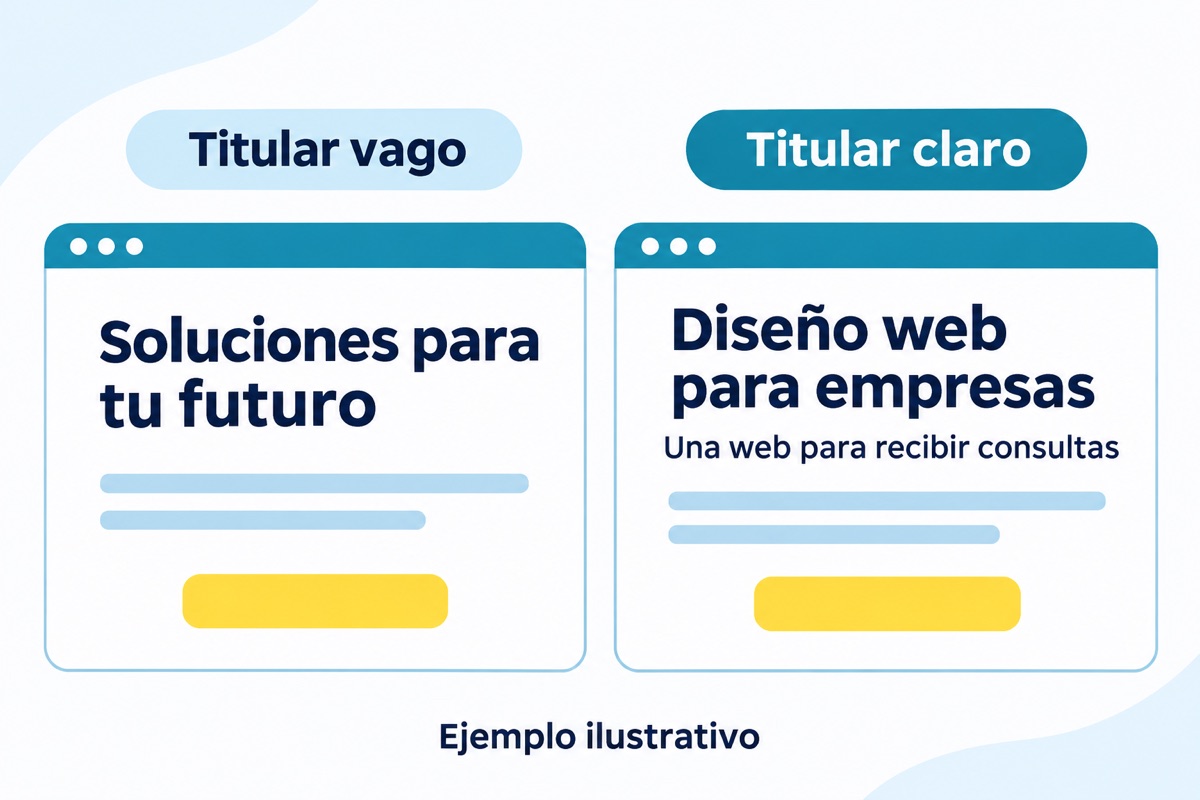 Titular vago
Titular claro
Soluciones para
tu futuro
Diseño web
para empresas
Una web para recibir consultas
Ejemplo ilustrativo